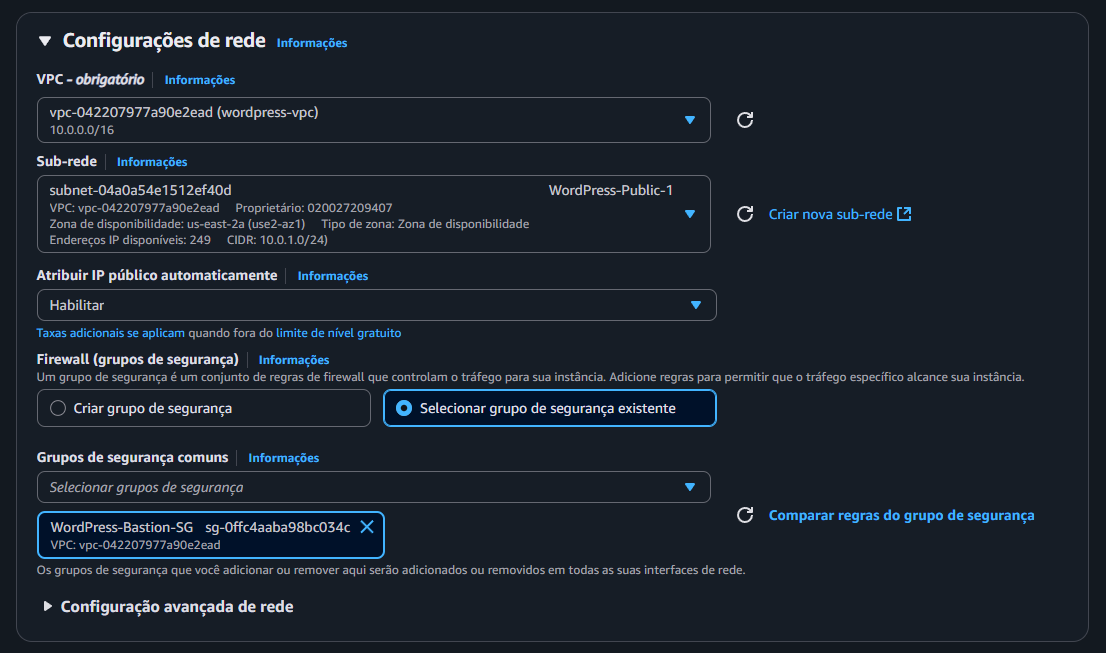 Configurações de rede Informações
VPC - obrigatório Informações
vpc-042207977a90e2ead (wordpress-vpc)
10.0.0.0/16
Sub-rede Informações
subnet-04a0a54e1512ef40d WordPress-Public-1
VPC: vpc-042207977a90e2ead Proprietário: 020027209407
Zona de disponibilidade: us-east-2a (use2-az1) Tipo de zona: Zona de disponibilidade
Endereços IP disponíveis: 249 CIDR: 10.0.1.0/24)
Criar nova sub-rede
Atribuir IP público automaticamente Informações
Habilitar
Taxas adicionais se aplicam quando fora do limite de nível gratuito
Firewall (grupos de segurança) Informações
Um grupo de segurança é um conjunto de regras de firewall que controlam o tráfego para sua instância. Adicione regras para permitir que o tráfego específico alcance sua instância.
Criar grupo de segurança
Selecionar grupo de segurança existente
Grupos de segurança comuns Informações
Selecionar grupos de segurança
WordPress-Bastion-SG sg-0ffc4aaba98bc034c
VPC: vpc-042207977a90e2ead
Comparar regras do grupo de segurança
Os grupos de segurança que você adicionar ou remover aqui serão adicionados ou removidos em todas as suas interfaces de rede.
Configuração avançada de rede